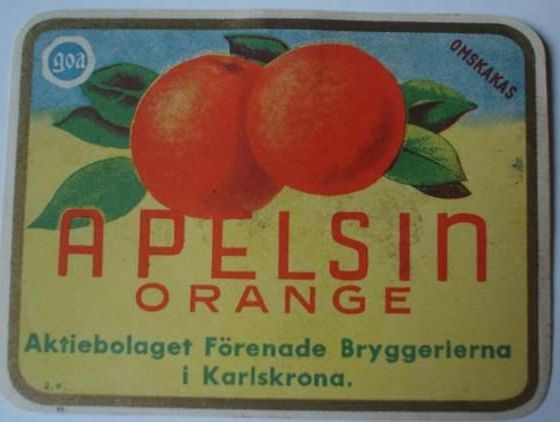 goa
OMSKAKAS
APELSIN
ORANGE
Aktiebolaget Förenade Bryggerierna
i Karlskrona.